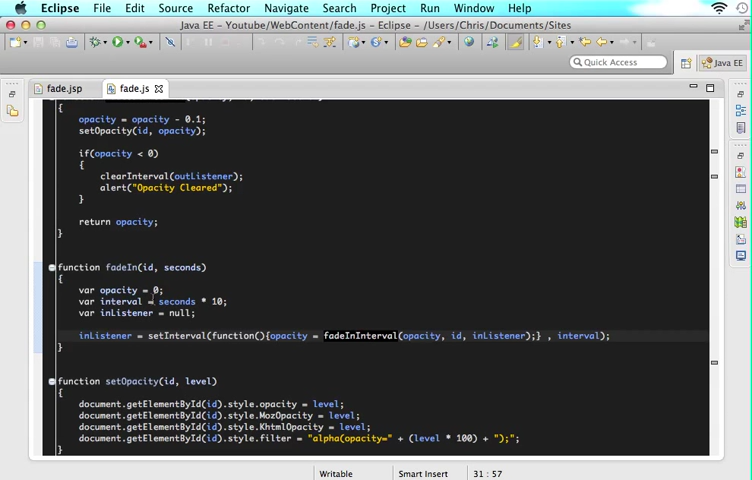 Eclipse File Edit Source Refactor Navigate Search Project Run Window Help
Java EE - Youtube/WebContent/fade.js - Eclipse - /Users/Chris/Documents/Sites
Quick Access
Java EE
fade.jsp
fade.js
{
opacity = opacity - 0.1;
setOpacity(id, opacity);
if(opacity < 0)
{
clearInterval(outListener);
alert("Opacity Cleared");
}
return opacity;
}
function fadeIn(id, seconds)
{
var opacity = 0;
var interval = seconds * 10;
var inListener = null;
inListener = setInterval(function(){opacity = fadeInInterval(opacity, id, inListener);} , interval);
}
function setOpacity(id, level)
{
document.getElementById(id).style.opacity = level;
document.getElementById(id).style.MozOpacity = level;
document.getElementById(id).style.KhtmlOpacity = level;
document.getElementById(id).style.filter = "alpha(opacity=" + (level * 100) + ");";
}
Writable
Smart Insert
31 : 57